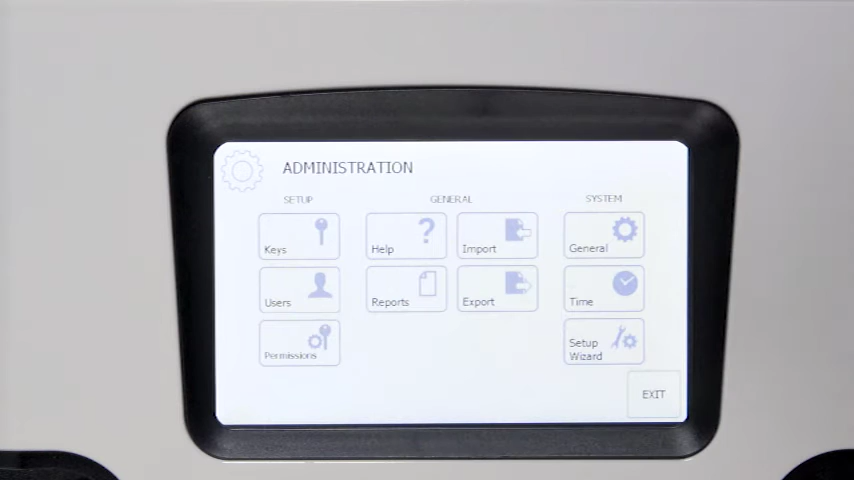 ADMINISTRATION
SETUP
GENERAL
SYSTEM
Keys
Help
Import
General
Users
Reports
Export
Time
Permissions
Setup
Wizard
EXIT